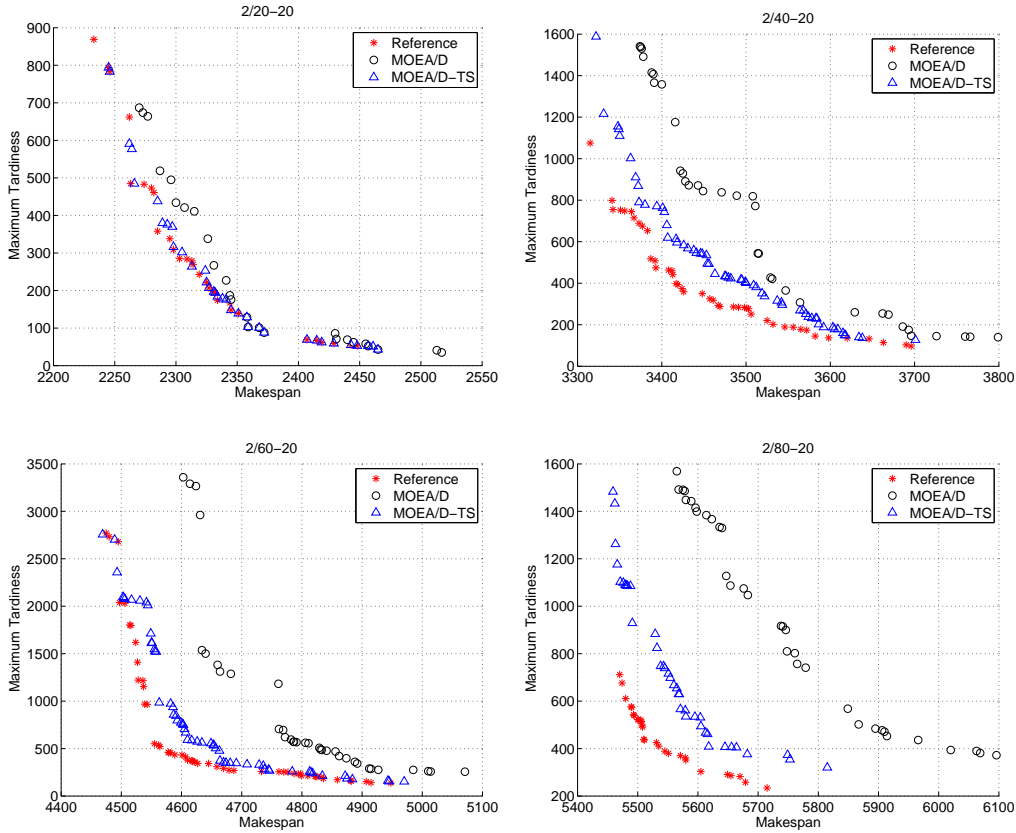 2/20−20
900
800
700
600
500
400
300
200
100
0
2200 2250 2300 2350 2400 2450 2500 2550
Makespan
Maximum Tardiness
Reference
MOEA/D
MOEA/D−TS
2/40−20
1600
1400
1200
1000
800
600
400
200
0
3300 3400 3500 3600 3700 3800
Makespan
Maximum Tardiness
Reference
MOEA/D
MOEA/D−TS
2/60−20
3500
3000
2500
2000
1500
1000
500
0
4400 4500 4600 4700 4800 4900 5000 5100
Makespan
Maximum Tardiness
Reference
MOEA/D
MOEA/D−TS
2/80−20
1600
1400
1200
1000
800
600
400
200
5400 5500 5600 5700 5800 5900 6000 6100
Makespan
Maximum Tardiness
Reference
MOEA/D
MOEA/D−TS